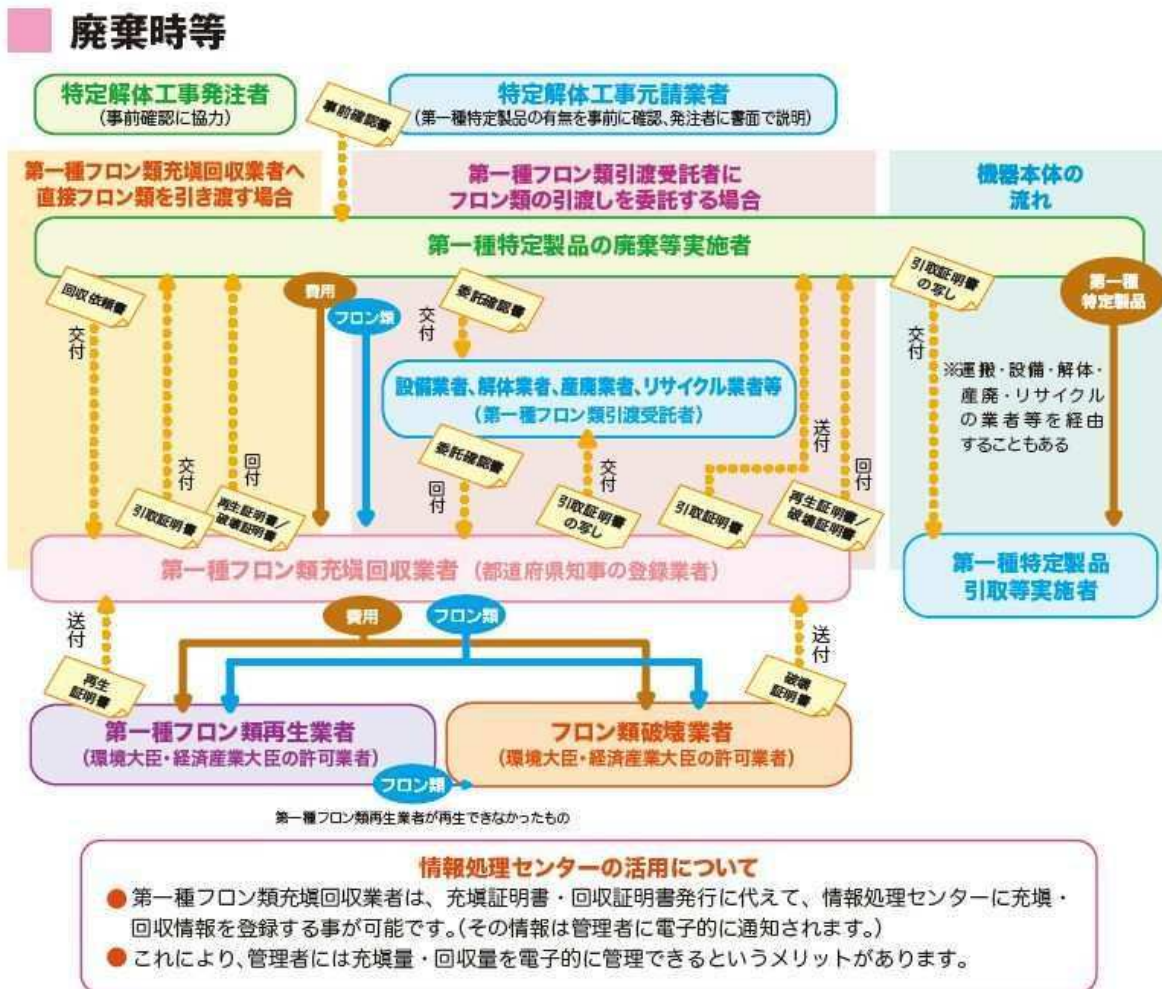 廃棄時等
特定解体工事発注者
(事前確認に協力)
事前確認書
特定解体工事元請業者
(第一種特定製品の有無を事前に確認、発注者に書面で説明)
第一種フロン類充塡回収業者へ
直接フロン類を引き渡す場合
第一種フロン類引渡受託者に
フロン類の引渡しを委託する場合
機器本体の
流れ
第一種特定製品の廃棄等実施者
回収依頼書
交付
引取証明書
交付
再生証明書/
破壊証明書
回付
費用
フロン類
委託確認書
交付
設備業者、解体業者、産廃業者、リサイクル業者等
(第一種フロン類引渡受託者)
委託確認書
回付
引取証明書
の写し
交付
引取証明書
送付
再生証明書/
破壊証明書
回付
引取証明書
の写し
交付
第一種
特定製品
※運搬・設備・解体・
産廃・リサイクル
の業者等を経由
することもある
第一種フロン類充塡回収業者(都道府県知事の登録業者)
第一種特定製品
引取等実施者
送付
再生
証明書
費用
フロン類
送付
破壊
証明書
第一種フロン類再生業者
(環境大臣・経済産業大臣の許可業者)
フロン類破壊業者
(環境大臣・経済産業大臣の許可業者)
フロン類
第一種フロン類再生業者が再生できなかったもの
情報処理センターの活用について
● 第一種フロン類充塡回収業者は、充塡証明書・回収証明書発行に代えて、情報処理センターに充塡・
回収情報を登録する事が可能です。(その情報は管理者に電子的に通知されます。)
● これにより、管理者には充塡量・回収量を電子的に管理できるというメリットがあります。